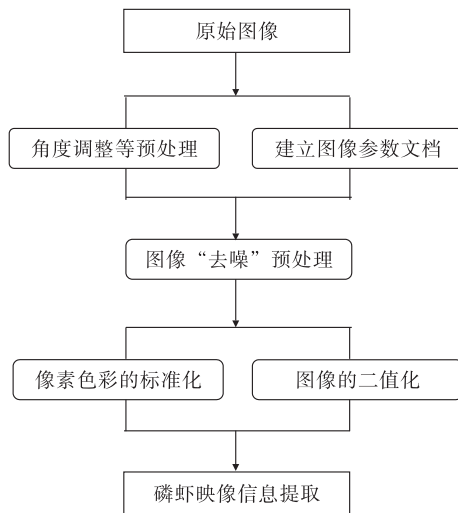 原始图像
角度调整等预处理
建立图像参数文档
图像“去噪”预处理
像素色彩的标准化
图像的二值化
磷虾映像信息提取